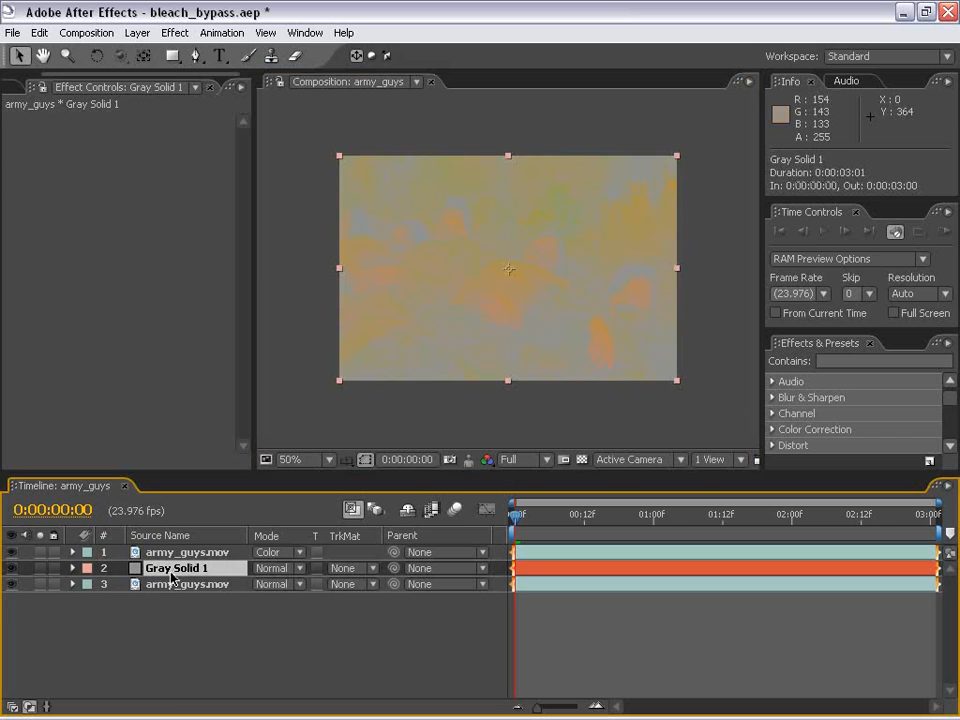 Adobe After Effects - bleach_bypass.aep *
File Edit Composition Layer Effect Animation View Window Help
Workspace: Standard
Effect Controls: Gray Solid 1
army_guys * Gray Solid 1
Composition: army_guys
Info Audio
R : 154
G : 143
B : 133
A : 255
X : 0
Y : 364
Gray Solid 1
Duration: 0:00:03:01
In: 0:00:00:00, Out: 0:00:03:00
Time Controls
RAM Preview Options
Frame Rate Skip Resolution
(23.976) 0 Auto
From Current Time Full Screen
Effects & Presets
Contains:
Audio
Blur & Sharpen
Channel
Color Correction
Distort
50% 0:00:00:00 Full Active Camera 1 View
Timeline: army_guys
0:00:00:00 (23.976 fps)
00:12F 01:00F 01:12F 02:00F 02:12F 03:00F
# Source Name Mode T TrkMat Parent
1 army_guys.mov Color None
2 Gray Solid 1 Normal None None
3 army_guys.mov Normal None None